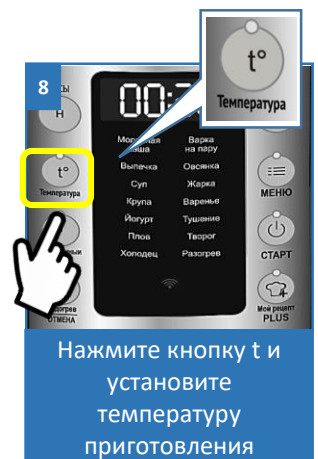 8
t°
Температура
00:
Н
t°
Температура
каша
Варка
на пару
Выпечка
Овсянка
Суп
Жарка
Крупа
Варенье
Йогурт
Тушение
Плов
Творог
Холодец
Разогрев
МЕНЮ
СТАРТ
ОТМЕНА
Мой рецепт
PLUS
Нажмите кнопку t и
установите
температуру
приготовления